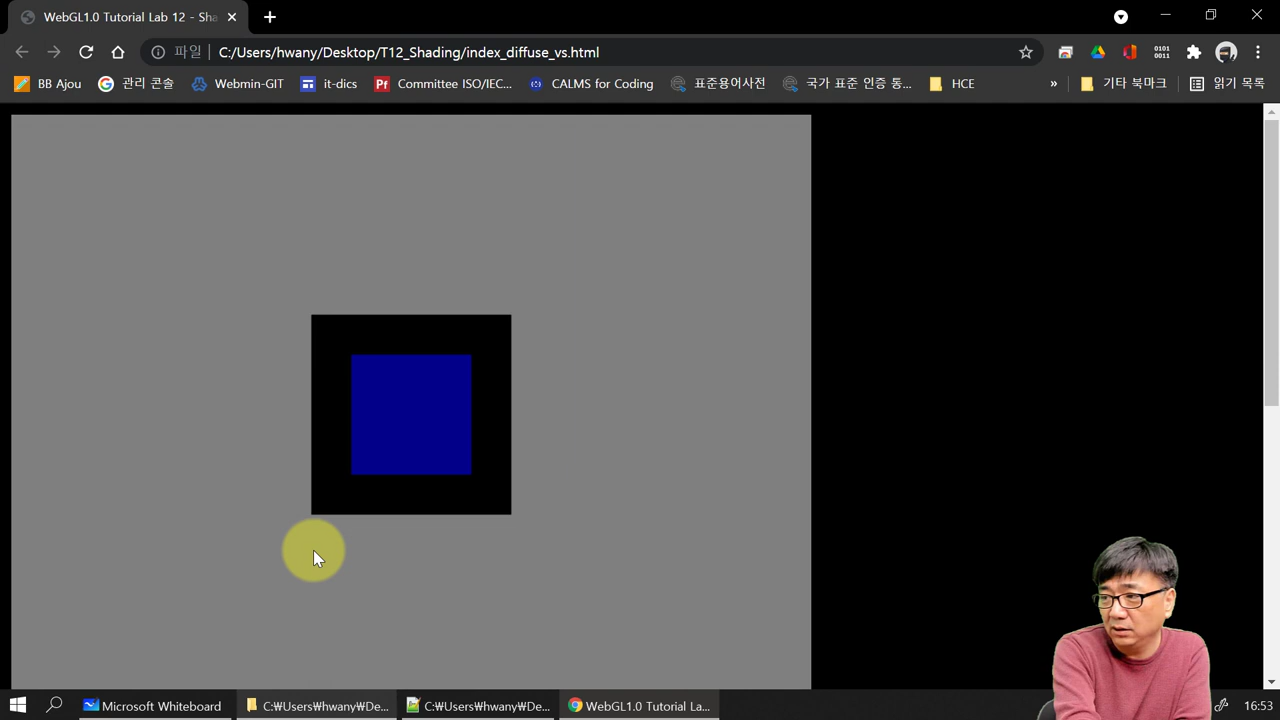 WebGL1.0 Tutorial Lab 12 - Sha
파일 C:/Users/hwany/Desktop/T12_Shading/index_diffuse_vs.html
0101
0011
BB Ajou 관리 콘솔 Webmin-GIT it-dics Pf Committee ISO/IEC... CALMS for Coding 표준용어사전 국가 표준 인증 통... HCE » 기타 북마크 읽기 목록
Microsoft Whiteboard C:₩Users₩hwany₩De... C:₩Users₩hwany₩De... WebGL1.0 Tutorial La... 16:53